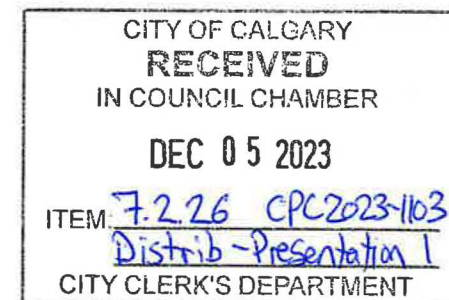 CITY OF CALGARY
RECEIVED
IN COUNCIL CHAMBER
DEC 05 2023
ITEM: 7.2.26 CPC2023-1103
Distrib-Presentation 1
CITY CLERK'S DEPARTMENT